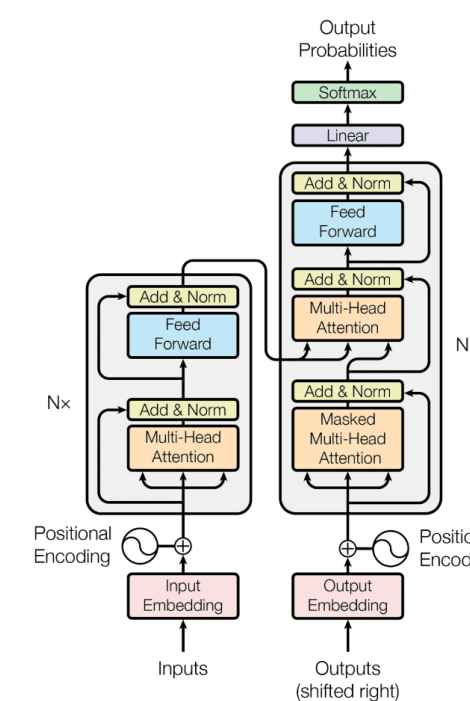 Output
Probabilities
Softmax
Linear
Add & Norm
Feed
Forward
Add & Norm
Multi-Head
Attention
Add & Norm
Masked
Multi-Head
Attention
N
Add & Norm
Feed
Forward
Add & Norm
Multi-Head
Attention
N×
Positional
Encoding
Positio
Encod
Input
Embedding
Output
Embedding
Inputs
Outputs
(shifted right)